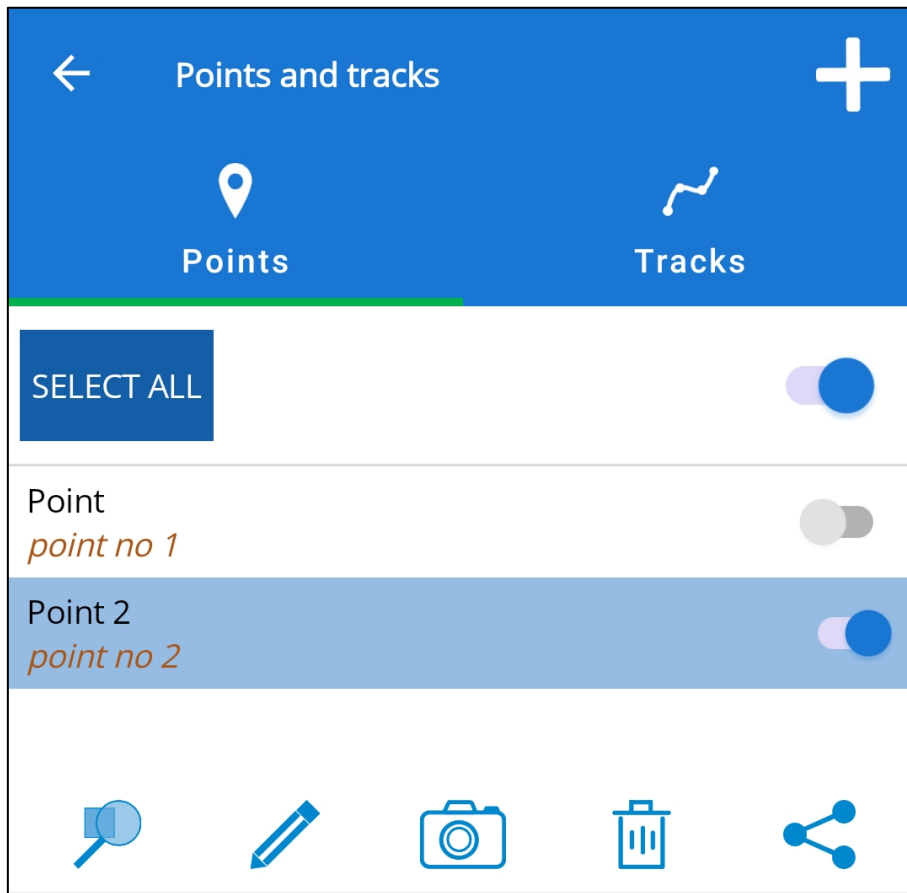 Points and tracks
Points
Tracks
SELECT ALL
Point
point no 1
Point 2
point no 2